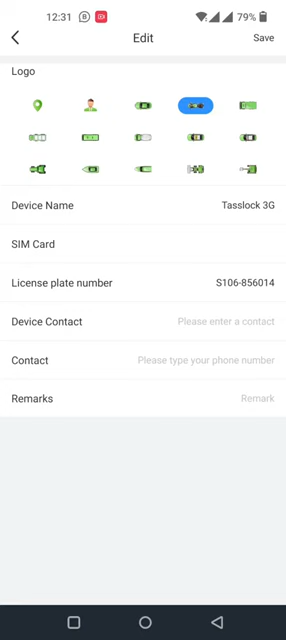 12:31 B 79%
Edit Save
Logo
Device Name Tasslock 3G
SIM Card
License plate number S106-856014
Device Contact Please enter a contact
Contact Please type your phone number
Remarks Remark